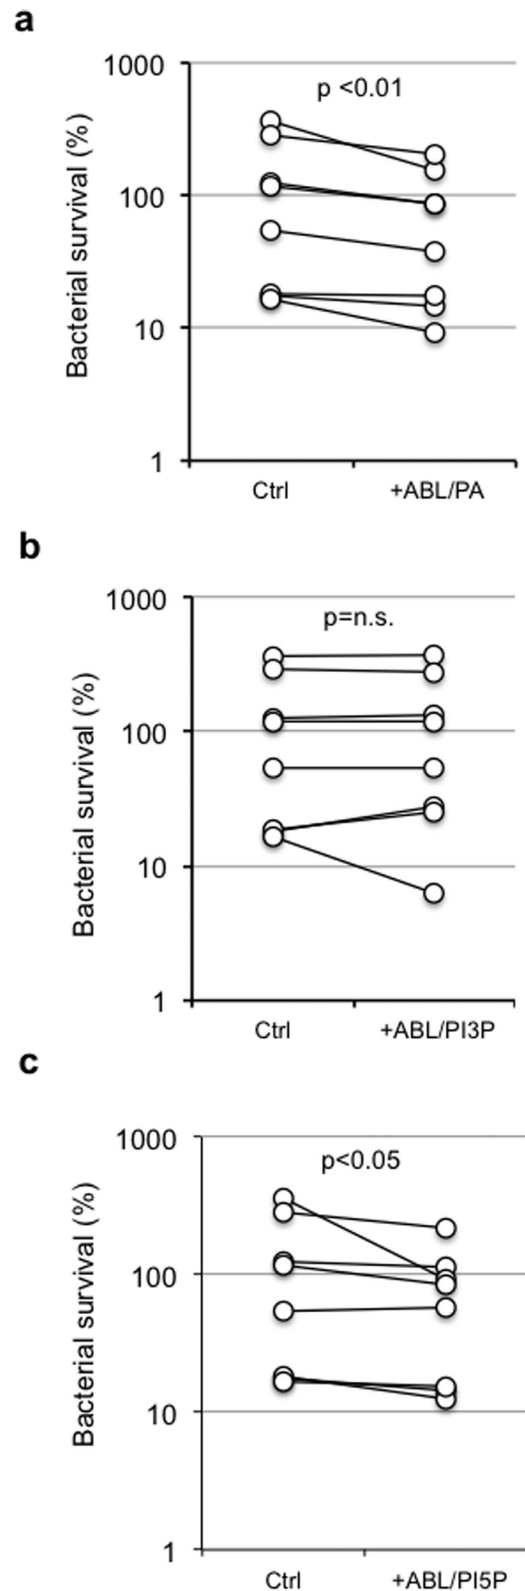 a
1000
p <0.01
100
10
1
Bacterial survival (%)
Ctrl
+ABL/PA
b
1000
p=n.s.
100
10
1
Bacterial survival (%)
Ctrl
+ABL/PI3P
c
1000
p<0.05
100
10
1
Bacterial survival (%)
Ctrl
+ABL/PI5P